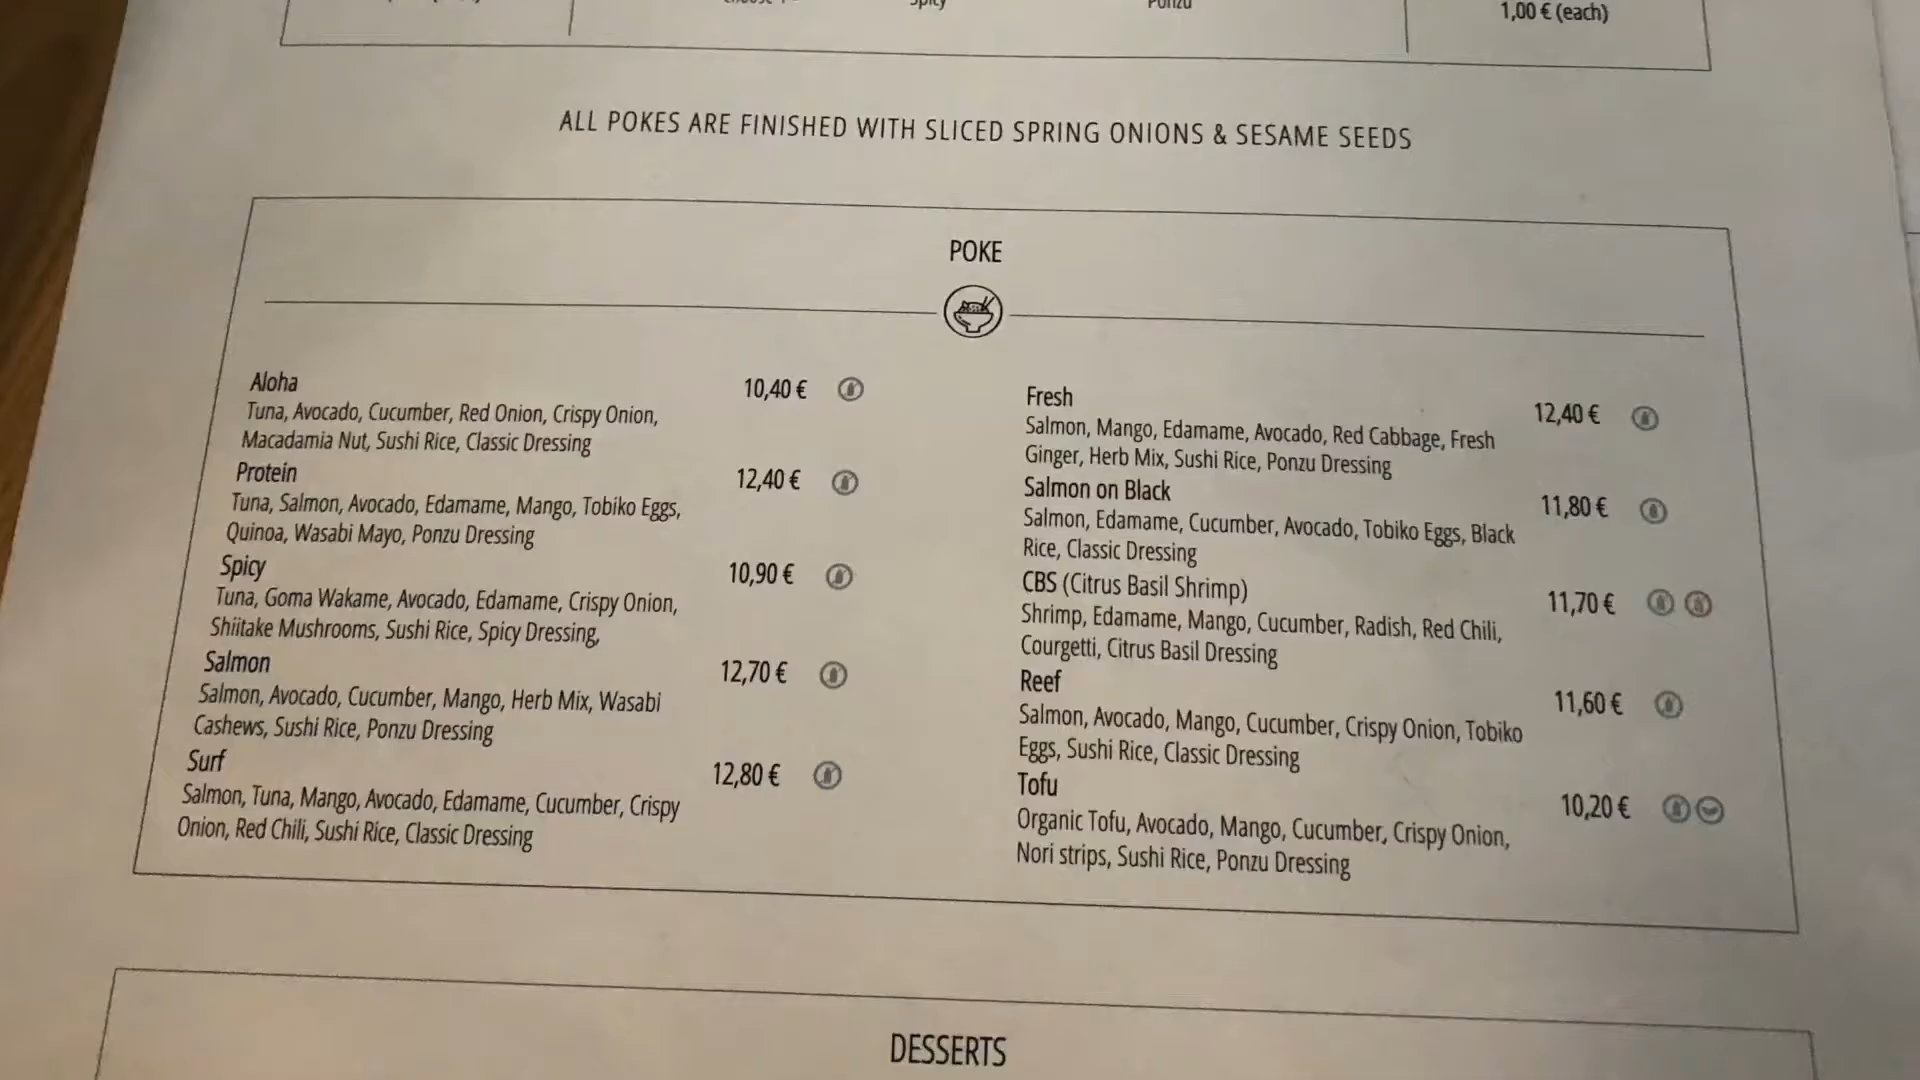 Spicy
Ponzu
1,00 € (each)
ALL POKES ARE FINISHED WITH SLICED SPRING ONIONS & SESAME SEEDS
POKE
Aloha 10,40 €
Tuna, Avocado, Cucumber, Red Onion, Crispy Onion,
Macadamia Nut, Sushi Rice, Classic Dressing
Protein 12,40 €
Tuna, Salmon, Avocado, Edamame, Mango, Tobiko Eggs,
Quinoa, Wasabi Mayo, Ponzu Dressing
Spicy 10,90 €
Tuna, Goma Wakame, Avocado, Edamame, Crispy Onion,
Shiitake Mushrooms, Sushi Rice, Spicy Dressing,
Salmon 12,70 €
Salmon, Avocado, Cucumber, Mango, Herb Mix, Wasabi
Cashews, Sushi Rice, Ponzu Dressing
Surf 12,80 €
Salmon, Tuna, Mango, Avocado, Edamame, Cucumber, Crispy
Onion, Red Chili, Sushi Rice, Classic Dressing
Fresh 12,40 €
Salmon, Mango, Edamame, Avocado, Red Cabbage, Fresh
Ginger, Herb Mix, Sushi Rice, Ponzu Dressing
Salmon on Black 11,80 €
Salmon, Edamame, Cucumber, Avocado, Tobiko Eggs, Black
Rice, Classic Dressing
CBS (Citrus Basil Shrimp) 11,70 €
Shrimp, Edamame, Mango, Cucumber, Radish, Red Chili,
Courgetti, Citrus Basil Dressing
Reef 11,60 €
Salmon, Avocado, Mango, Cucumber, Crispy Onion, Tobiko
Eggs, Sushi Rice, Classic Dressing
Tofu 10,20 €
Organic Tofu, Avocado, Mango, Cucumber, Crispy Onion,
Nori strips, Sushi Rice, Ponzu Dressing
DESSERTS